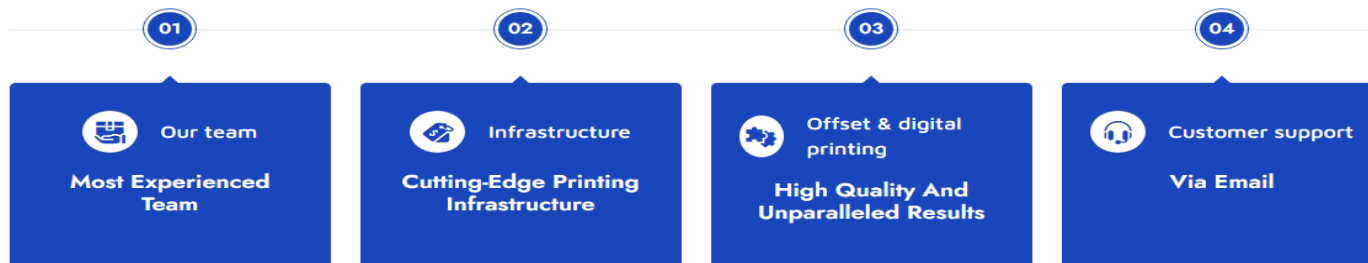 01
02
03
04
Our team
Most Experienced
Team
Infrastructure
Cutting-Edge Printing
Infrastructure
Offset & digital
printing
High Quality And
Unparalleled Results
Customer support
Via Email